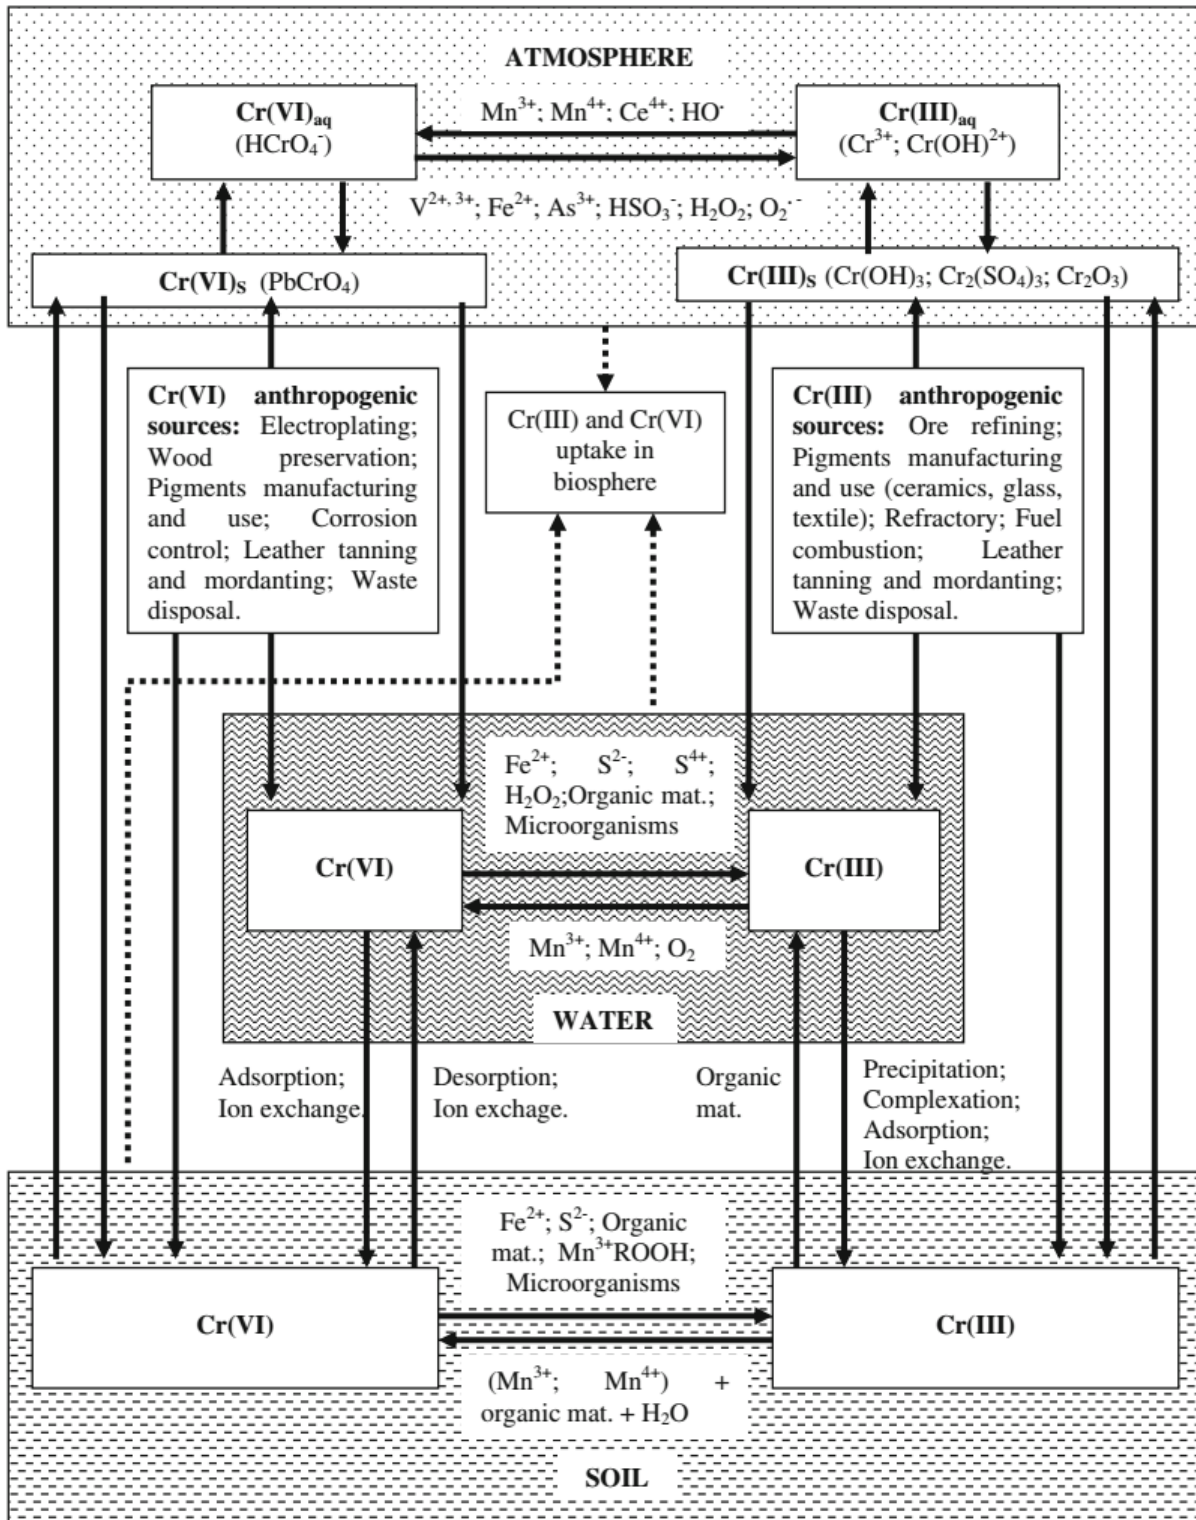 ATMOSPHERE
Cr(VI)aq
(HCrO₄⁻)
Mn³⁺; Mn⁴⁺; Ce⁴⁺; HO·
Cr(III)aq
(Cr³⁺; Cr(OH)²⁺)
V²⁺, ³⁺; Fe²⁺; As³⁺; HSO₃⁻; H₂O₂; O₂·⁻
Cr(VI)S (PbCrO₄)
Cr(III)S (Cr(OH)₃; Cr₂(SO₄)₃; Cr₂O₃)
Cr(VI) anthropogenic
sources: Electroplating;
Wood preservation;
Pigments manufacturing
and use; Corrosion
control; Leather tanning
and mordanting; Waste
disposal.
Cr(III) and Cr(VI)
uptake in
biosphere
Cr(III) anthropogenic
sources: Ore refining;
Pigments manufacturing
and use (ceramics, glass,
textile); Refractory; Fuel
combustion; Leather
tanning and mordanting;
Waste disposal.
Fe²⁺; S²⁻; S⁴⁺;
H₂O₂;Organic mat.;
Microorganisms
Cr(VI)
Cr(III)
Mn³⁺; Mn⁴⁺; O₂
WATER
Adsorption;
Ion exchange.
Desorption;
Ion exchage.
Organic
mat.
Precipitation;
Complexation;
Adsorption;
Ion exchange.
Fe²⁺; S²⁻; Organic
mat.; Mn³⁺ROOH;
Microorganisms
Cr(VI)
Cr(III)
(Mn³⁺; Mn⁴⁺) +
organic mat. + H₂O
SOIL